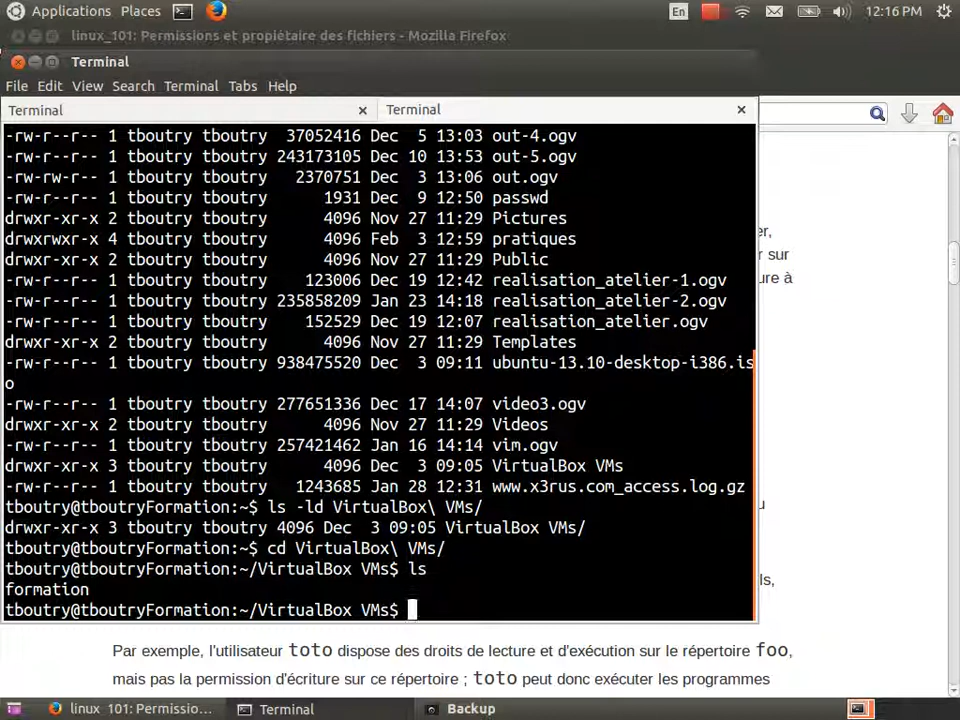 Applications Places En 12:16 PM
linux_101: Permissions et propiètaire des fichiers - Mozilla Firefox
Terminal
File Edit View Search Terminal Tabs Help
Terminal × Terminal ×
-rw-r--r-- 1 tboutry tboutry 37052416 Dec 5 13:03 out-4.ogv
-rw-r--r-- 1 tboutry tboutry 243173105 Dec 10 13:53 out-5.ogv
-rw-rw-r-- 1 tboutry tboutry 2370751 Dec 3 13:06 out.ogv
-rw-r--r-- 1 tboutry tboutry 1931 Dec 9 12:50 passwd
drwxr-xr-x 2 tboutry tboutry 4096 Nov 27 11:29 Pictures
drwxrwxr-x 4 tboutry tboutry 4096 Feb 3 12:59 pratiques
er,
drwxr-xr-x 2 tboutry tboutry 4096 Nov 27 11:29 Public
sur
-rw-r--r-- 1 tboutry tboutry 123006 Dec 19 12:42 realisation_atelier-1.ogv
ure à
-rw-r--r-- 1 tboutry tboutry 235858209 Jan 23 14:18 realisation_atelier-2.ogv
-rw-r--r-- 1 tboutry tboutry 152529 Dec 19 12:07 realisation_atelier.ogv
drwxr-xr-x 2 tboutry tboutry 4096 Nov 27 11:29 Templates
-rw-r--r-- 1 tboutry tboutry 938475520 Dec 3 09:11 ubuntu-13.10-desktop-i386.is
o
-rw-r--r-- 1 tboutry tboutry 277651336 Dec 17 14:07 video3.ogv
drwxr-xr-x 2 tboutry tboutry 4096 Nov 27 11:29 Videos
-rw-r--r-- 1 tboutry tboutry 257421462 Jan 16 14:14 vim.ogv
drwxr-xr-x 3 tboutry tboutry 4096 Dec 3 09:05 VirtualBox VMs
-rw-r--r-- 1 tboutry tboutry 1243685 Jan 28 12:31 www.x3rus.com_access.log.gz
tboutry@tboutryFormation:~$ ls -ld VirtualBox\ VMs/
u
drwxr-xr-x 3 tboutry tboutry 4096 Dec 3 09:05 VirtualBox VMs/
tboutry@tboutryFormation:~$ cd VirtualBox\ VMs/
tboutry@tboutryFormation:~/VirtualBox VMs$ ls
ls,
formation
tboutry@tboutryFormation:~/VirtualBox VMs$
Par exemple, l'utilisateur toto dispose des droits de lecture et d'exécution sur le répertoire foo,
mais pas la permission d'écriture sur ce répertoire ; toto peut donc exécuter les programmes
linux_101: Permissio... Terminal Backup